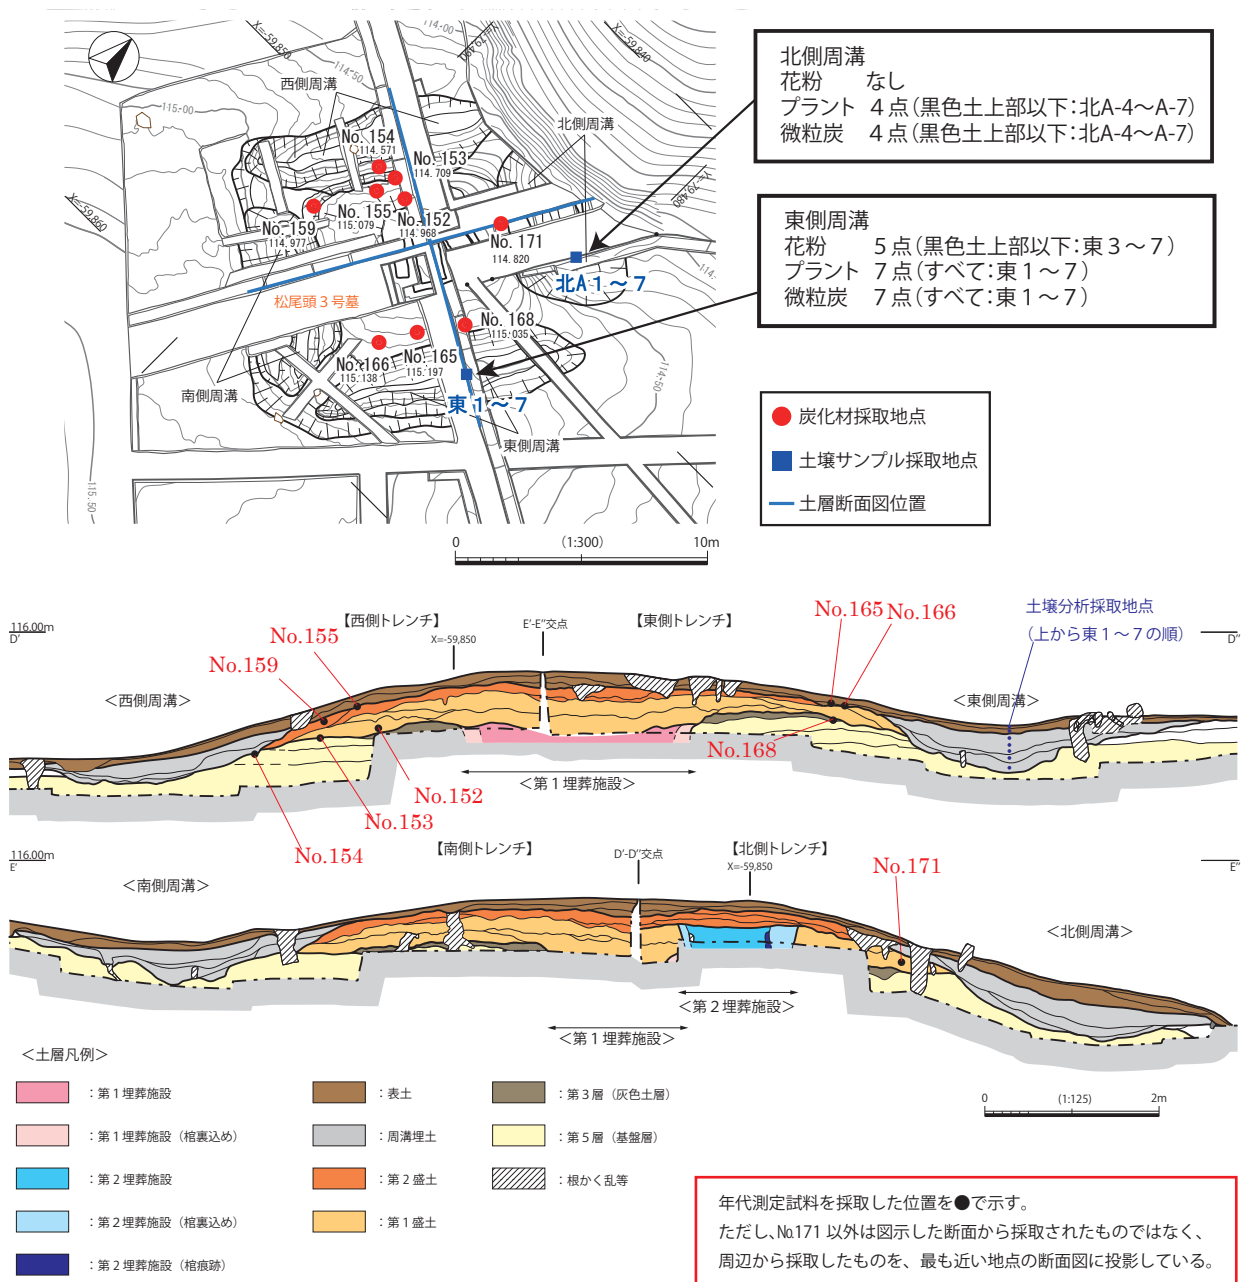 X=-59,850
Y=-79,490
X=-59,840
114-50
115-00
西側周溝
北側周溝
No. 154
114.571
No. 153
114.709
X=-59,860
Y=-79,480
No. 159
114.977
No. 155
115.079
No. 152
114.968
No. 171
114.820
北A１～７
松尾頭３号墓
No. 168
115.035
No. 166
115.138
No. 165
115.197
南側周溝
東１～７
東側周溝
114-50
115.50
北側周溝
花粉　なし
プラント　４点（黒色土上部以下：北A-4～A-7）
微粒炭　４点（黒色土上部以下：北A-4～A-7）
東側周溝
花粉　５点（黒色土上部以下：東３～７）
プラント　７点（すべて：東１～７）
微粒炭　７点（すべて：東１～７）
炭化材採取地点
土壌サンプル採取地点
土層断面図位置
0 (1:300) 10m
116.00m
D'
【西側トレンチ】
E'-E''交点
【東側トレンチ】
X=-59,850
No.155
No.159
No.165
No.166
土壌分析採取地点
（上から東１～７の順）
D''
＜西側周溝＞
＜東側周溝＞
No.168
＜第１埋葬施設＞
No.152
No.153
No.154
116.00m
E'
【南側トレンチ】
D'-D''交点
【北側トレンチ】
X=-59,850
No.171
E''
＜南側周溝＞
＜北側周溝＞
＜第２埋葬施設＞
＜第１埋葬施設＞
＜土層凡例＞
：第１埋葬施設
：表土
：第３層（灰色土層）
：第１埋葬施設（棺裏込め）
：周溝埋土
：第５層（基盤層）
：第２埋葬施設
：第２盛土
：根かく乱等
：第２埋葬施設（棺裏込め）
：第１盛土
：第２埋葬施設（棺痕跡）
0 (1:125) 2m
年代測定試料を採取した位置を●で示す。
ただし、№171 以外は図示した断面から採取されたものではなく、
周辺から採取したものを、最も近い地点の断面図に投影している。